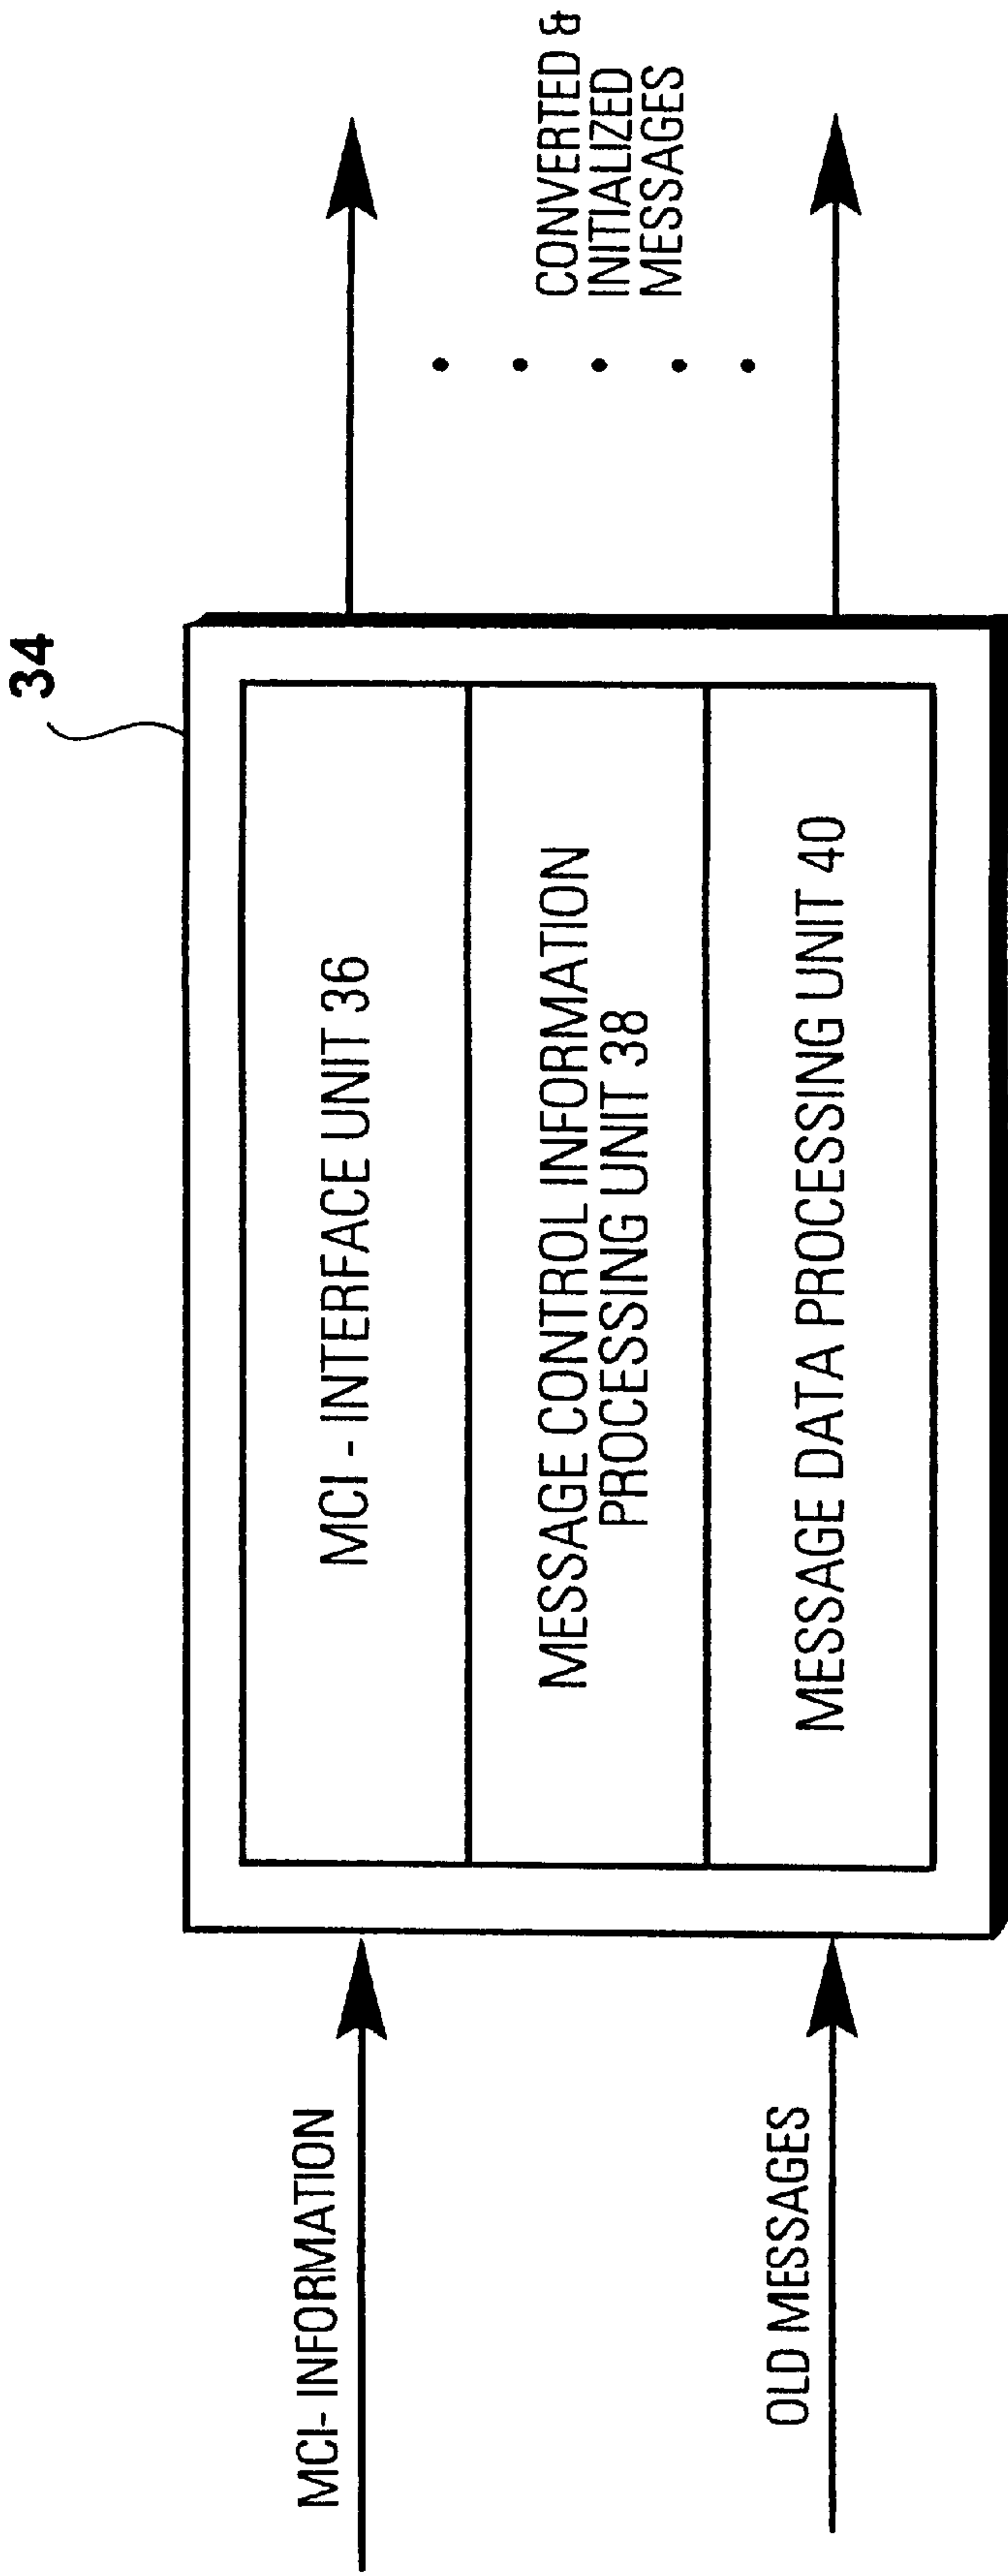 34
MCI- INFORMATION
OLD MESSAGES
MCI - INTERFACE UNIT 36
MESSAGE CONTROL INFORMATION
PROCESSING UNIT 38
MESSAGE DATA PROCESSING UNIT 40
CONVERTED &
INITIALIZED
MESSAGES